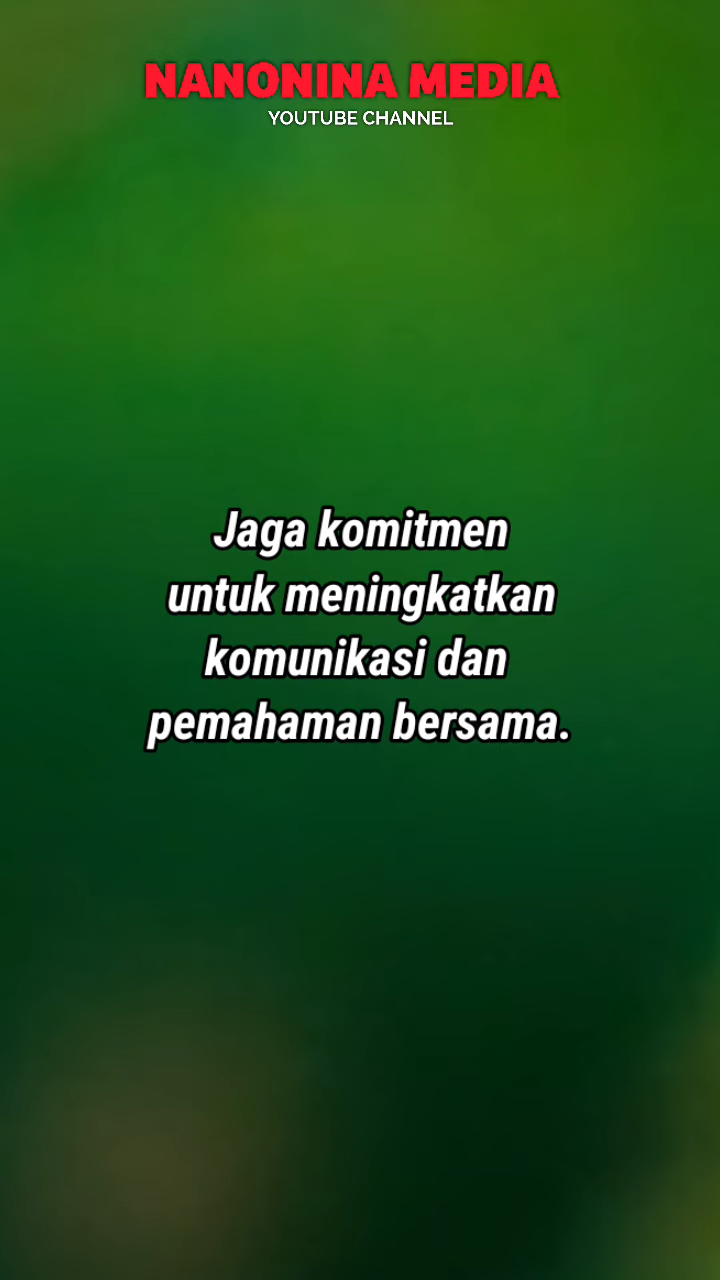 NANONINA MEDIA
YOUTUBE CHANNEL
Jaga komitmen
untuk meningkatkan
komunikasi dan
pemahaman bersama.